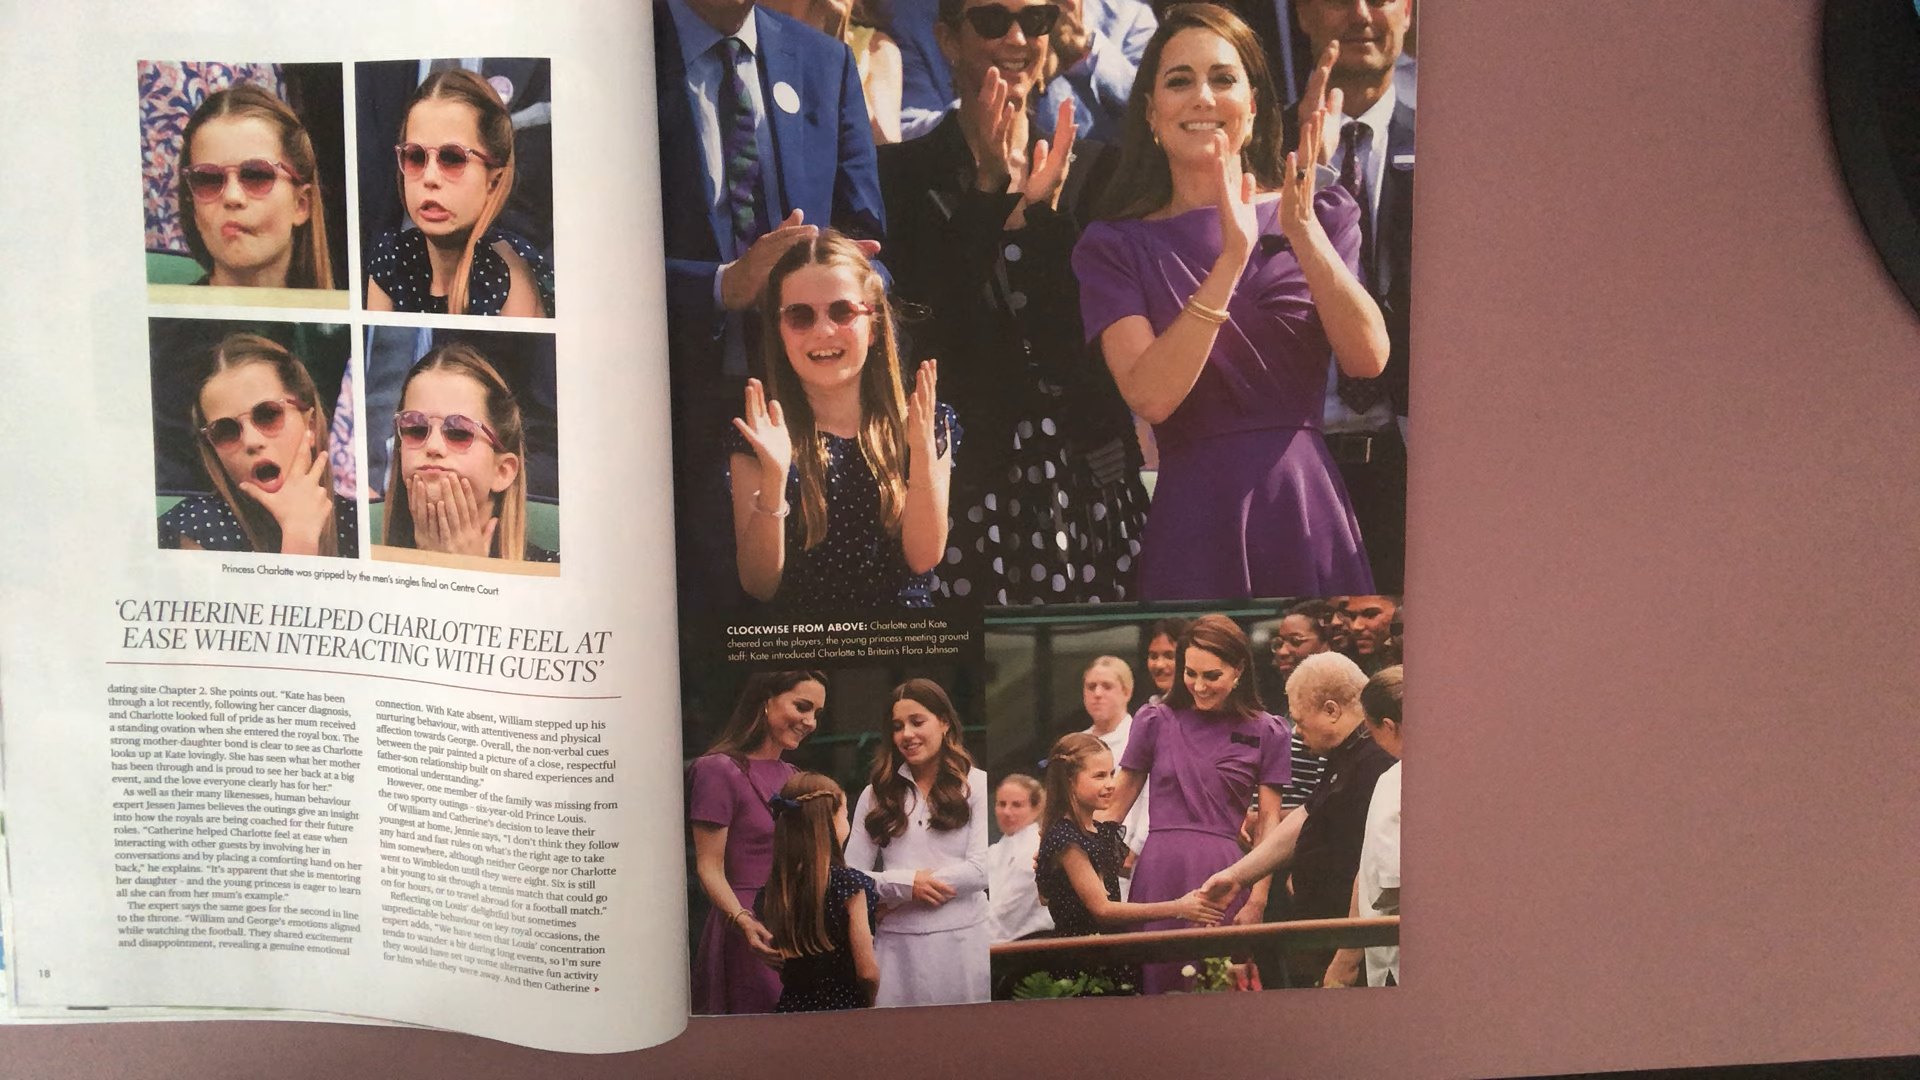 Princess Charlotte was gripped by the men's singles final on Centre Court
'CATHERINE HELPED CHARLOTTE FEEL AT
EASE WHEN INTERACTING WITH GUESTS'
dating site Chapter 2. She points out. "Kate has been
through a lot recently, following her cancer diagnosis,
and Charlotte looked full of pride as her mum received
a standing ovation when she entered the royal box. The
strong mother-daughter bond is clear to see as Charlotte
looks up at Kate lovingly. She has seen what her mother
has been through and is proud to see her back at a big
event, and the love everyone clearly has for her."
As well as their many likenesses, human behaviour
expert Jessen James believes the outings give an insight
into how the royals are being coached for their future
roles. "Catherine helped Charlotte feel at ease when
interacting with other guests by involving her in
conversations and by placing a comforting hand on her
back," he explains. "It's apparent that she is mentoring
her daughter – and the young princess is eager to learn
all she can from her mum's example."
The expert says the same goes for the second in line
to the throne. "William and George's emotions aligned
while watching the football. They shared excitement
and disappointment, revealing a genuine emotional
connection. With Kate absent, William stepped up his
nurturing behaviour, with attentiveness and physical
affection towards George. Overall, the non-verbal cues
between the pair painted a picture of a close, respectful
father-son relationship built on shared experiences and
emotional understanding."
However, one member of the family was missing from
the two sporty outings – six-year-old Prince Louis.
Of William and Catherine's decision to leave their
youngest at home, Jennie says, "I don't think they follow
any hard and fast rules on what's the right age to take
him somewhere, although neither George nor Charlotte
went to Wimbledon until they were eight. Six is still
a bit young to sit through a tennis match that could go
on for hours, or to travel abroad for a football match."
Reflecting on Louis' delightful but sometimes
unpredictable behaviour on key royal occasions, the
expert adds, "We have seen that Louis' concentration
tends to wander a bit during long events, so I'm sure
they would have set up some alternative fun activity
for him while they were away. And then Catherine ►
18
CLOCKWISE FROM ABOVE: Charlotte and Kate
cheered on the players; the young princess meeting ground
staff; Kate introduced Charlotte to Britain's Flora Johnson